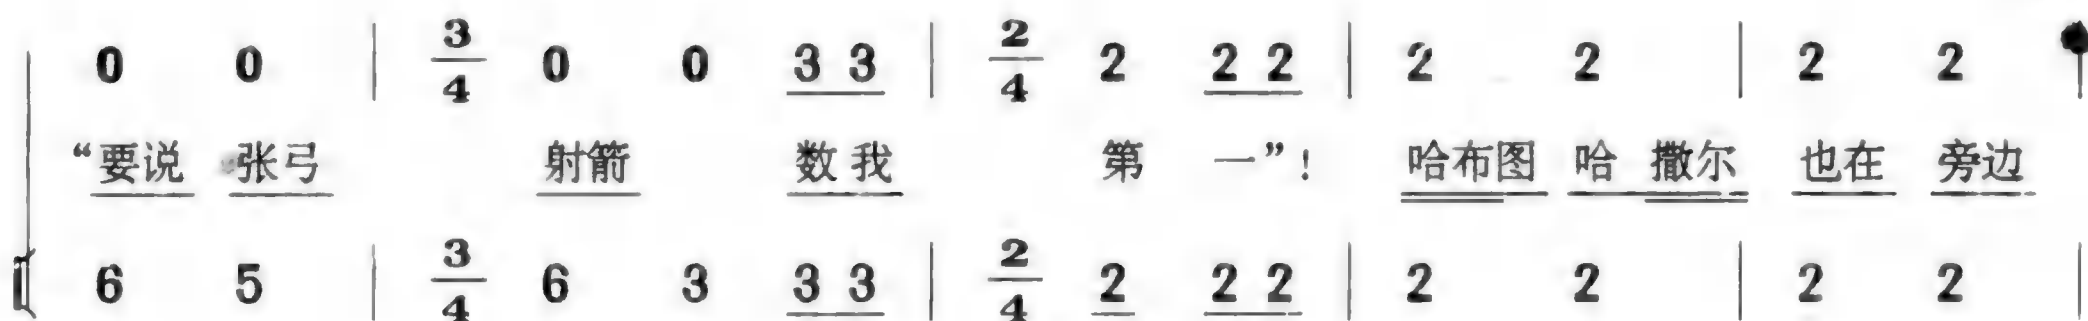 0 0 | 3/4 0 0 3 3 | 2/4 2 2 2 | 2 2 | 2 2
“要说 张弓 射箭 数我 第 一”! 哈布图 哈 撒尔 也在 旁边
6 5 | 3/4 6 3 3 3 | 2/4 2 2 2 | 2 2 | 2 2 |